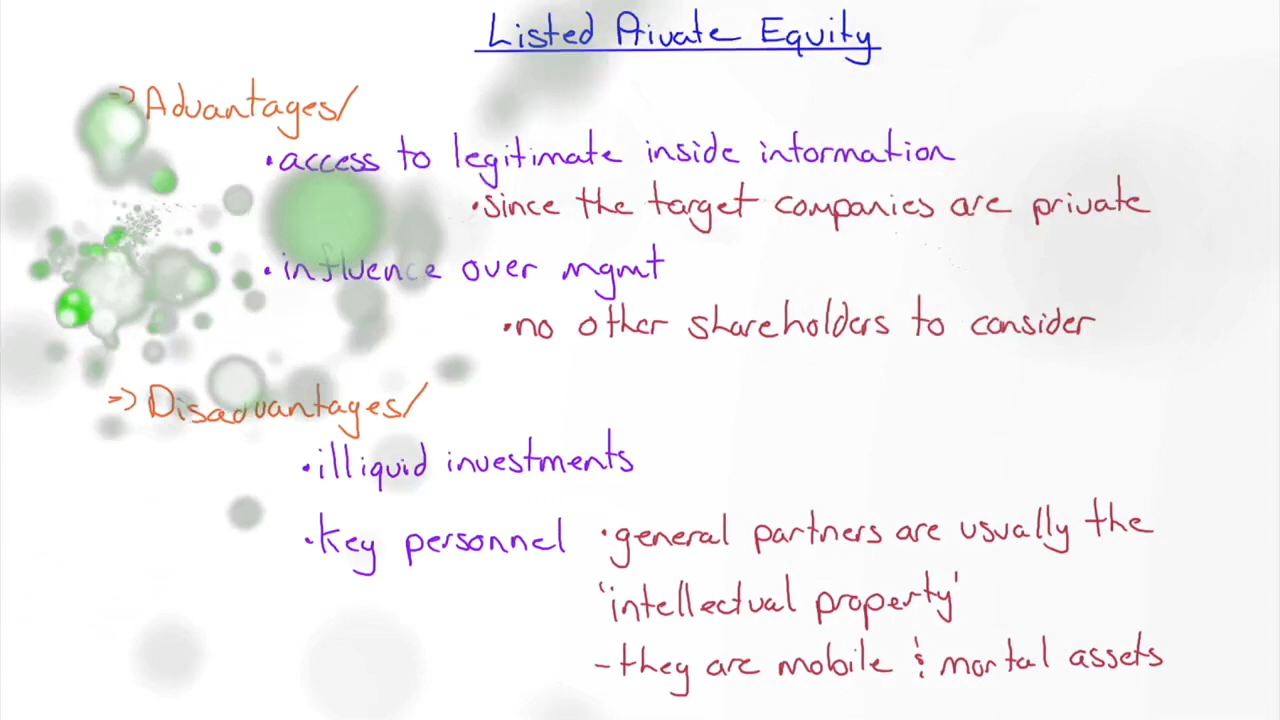 Listed Private Equity
-> Advantages/
• access to legitimate inside information
• since the target companies are private
• influence over mgmt
• no other shareholders to consider
-> Disadvantages/
• illiquid investments
• key personnel • general partners are usually the
'intellectual property'
- they are mobile & mortal assets